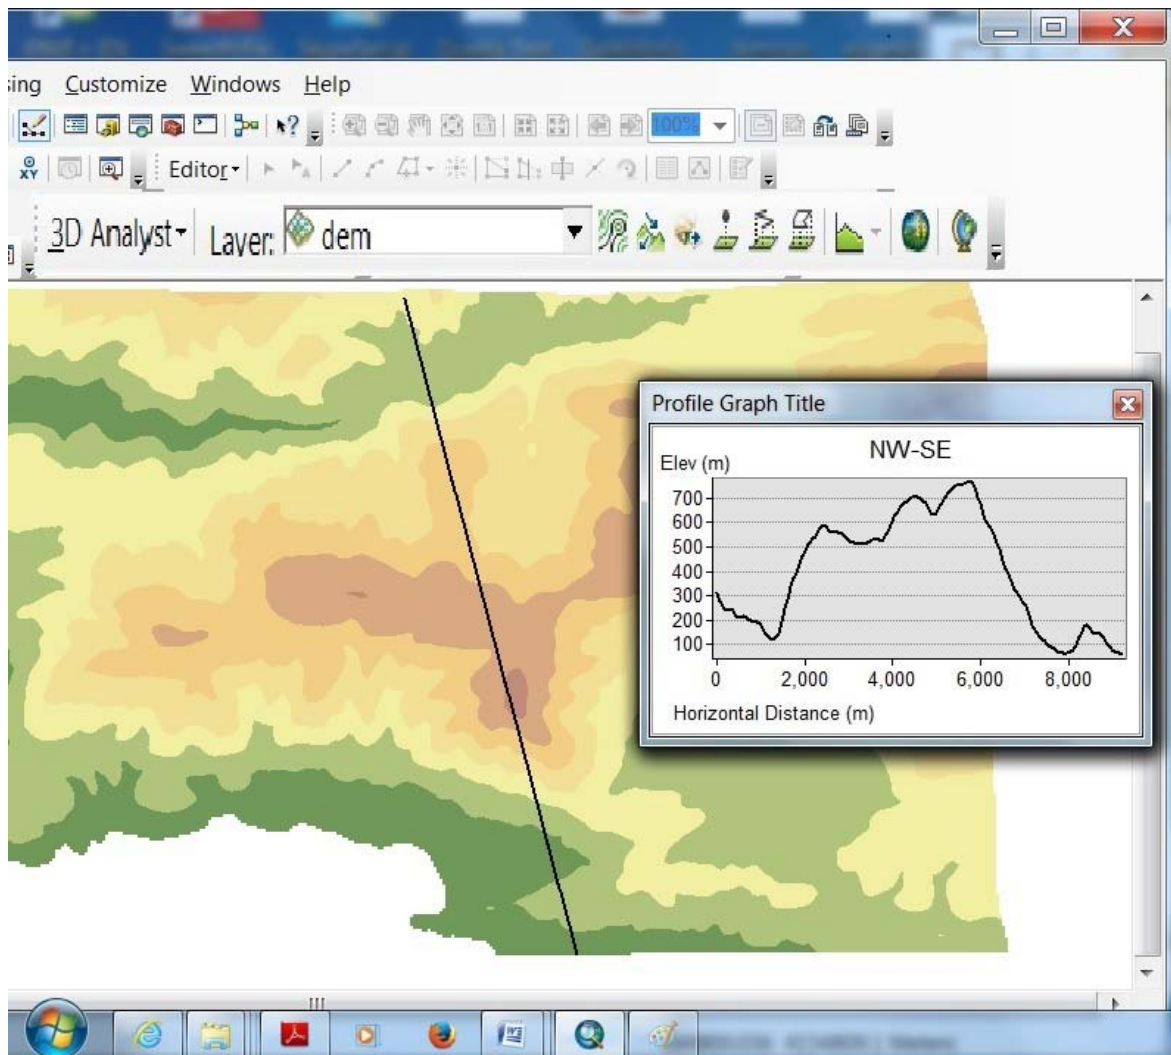 sing Customize Windows Help
100%
XY Editor
3D Analyst Layer: dem
Profile Graph Title
NW-SE
Elev (m)
700
600
500
400
300
200
100
0 2,000 4,000 6,000 8,000
Horizontal Distance (m)